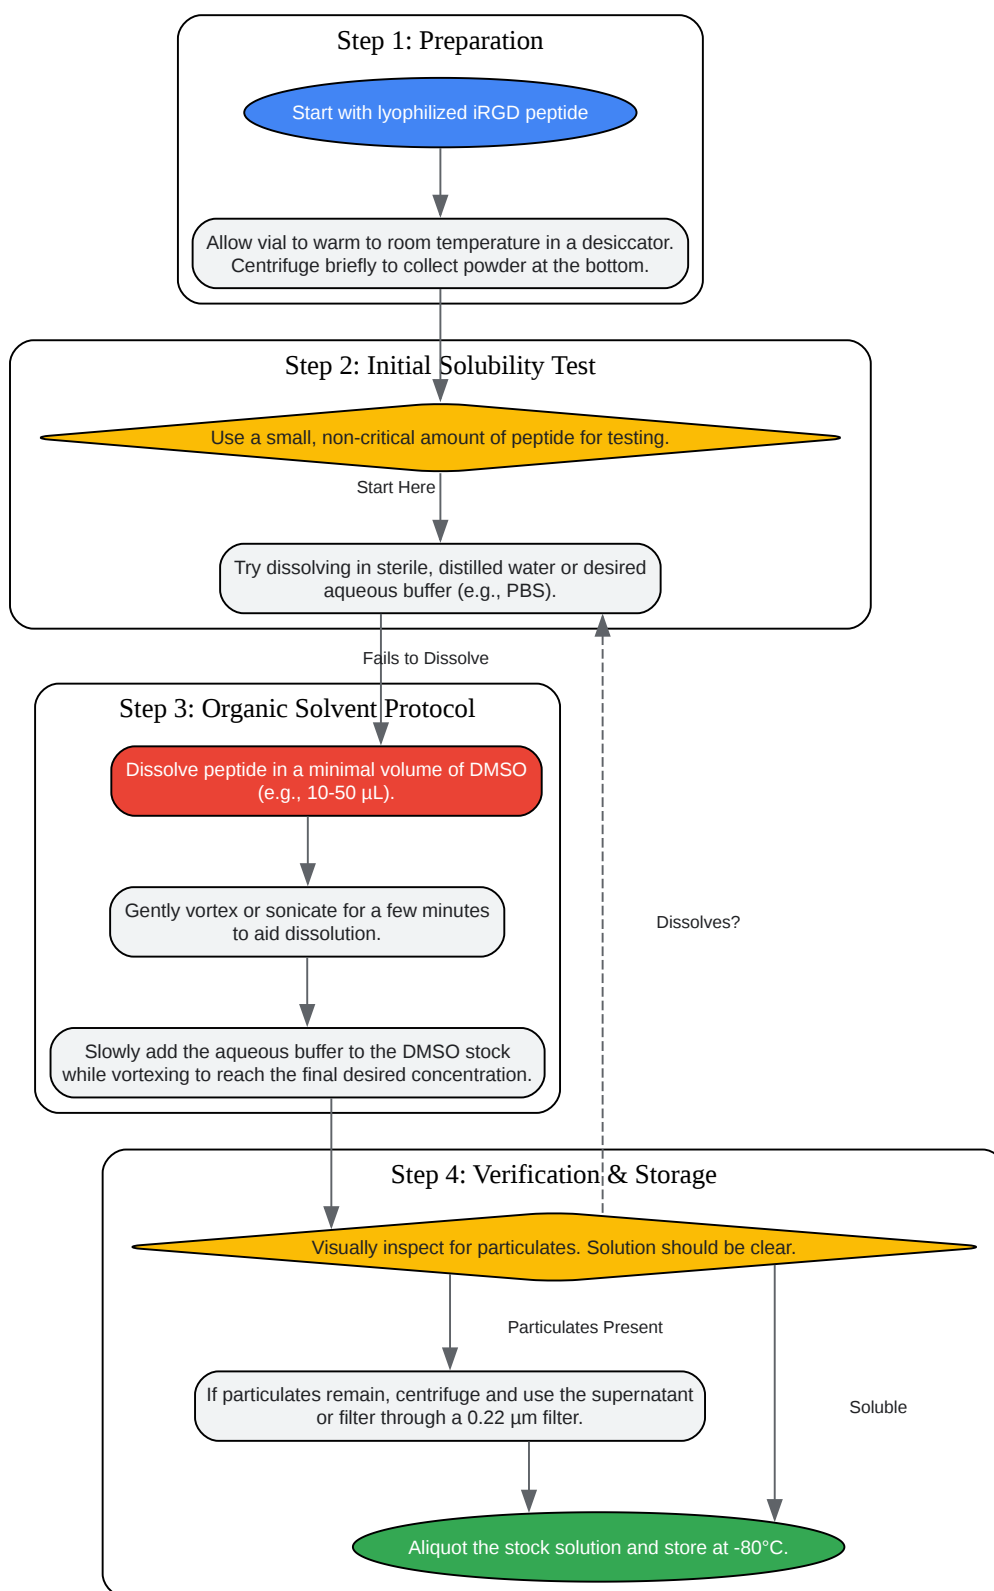 Step 1: Preparation
Start with lyophilized iRGD peptide
Allow vial to warm to room temperature in a desiccator.
Centrifuge briefly to collect powder at the bottom.
Step 2: Initial Solubility Test
Use a small, non-critical amount of peptide for testing.
Start Here
Try dissolving in sterile, distilled water or desired
aqueous buffer (e.g., PBS).
Fails to Dissolve
Step 3: Organic Solvent Protocol
Dissolve peptide in a minimal volume of DMSO
(e.g., 10-50 µL).
Gently vortex or sonicate for a few minutes
to aid dissolution.
Dissolves?
Slowly add the aqueous buffer to the DMSO stock
while vortexing to reach the final desired concentration.
Step 4: Verification & Storage
Visually inspect for particulates. Solution should be clear.
Particulates Present
If particulates remain, centrifuge and use the supernatant
or filter through a 0.22 µm filter.
Soluble
Aliquot the stock solution and store at -80°C.